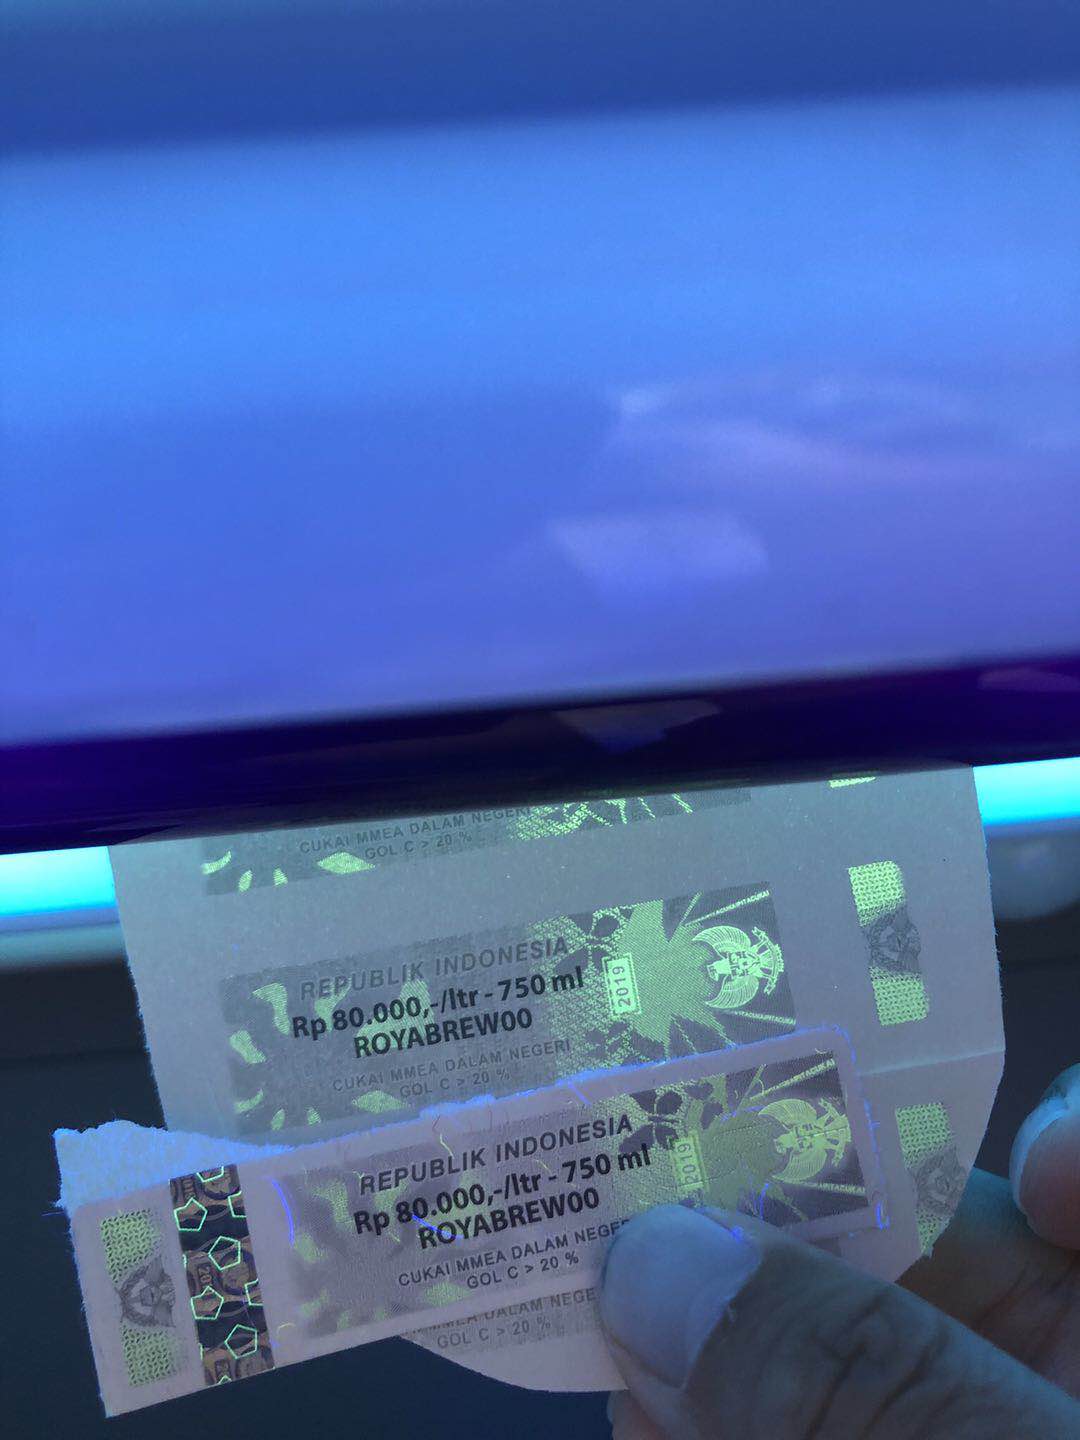 CUKAI MMEA DALAM NEGERI
GOL C > 20 %
REPUBLIK INDONESIA
Rp 80.000,-/ltr - 750 ml
ROYABREW00
CUKAI MMEA DALAM NEGERI
GOL C > 20 %
2019
REPUBLIK INDONESIA
Rp 80.000,-/ltr - 750 ml
ROYABREW00
CUKAI MMEA DALAM NEGE
GOL C > 20 %
2019
DALAM NEGE
GOL C > 20 %